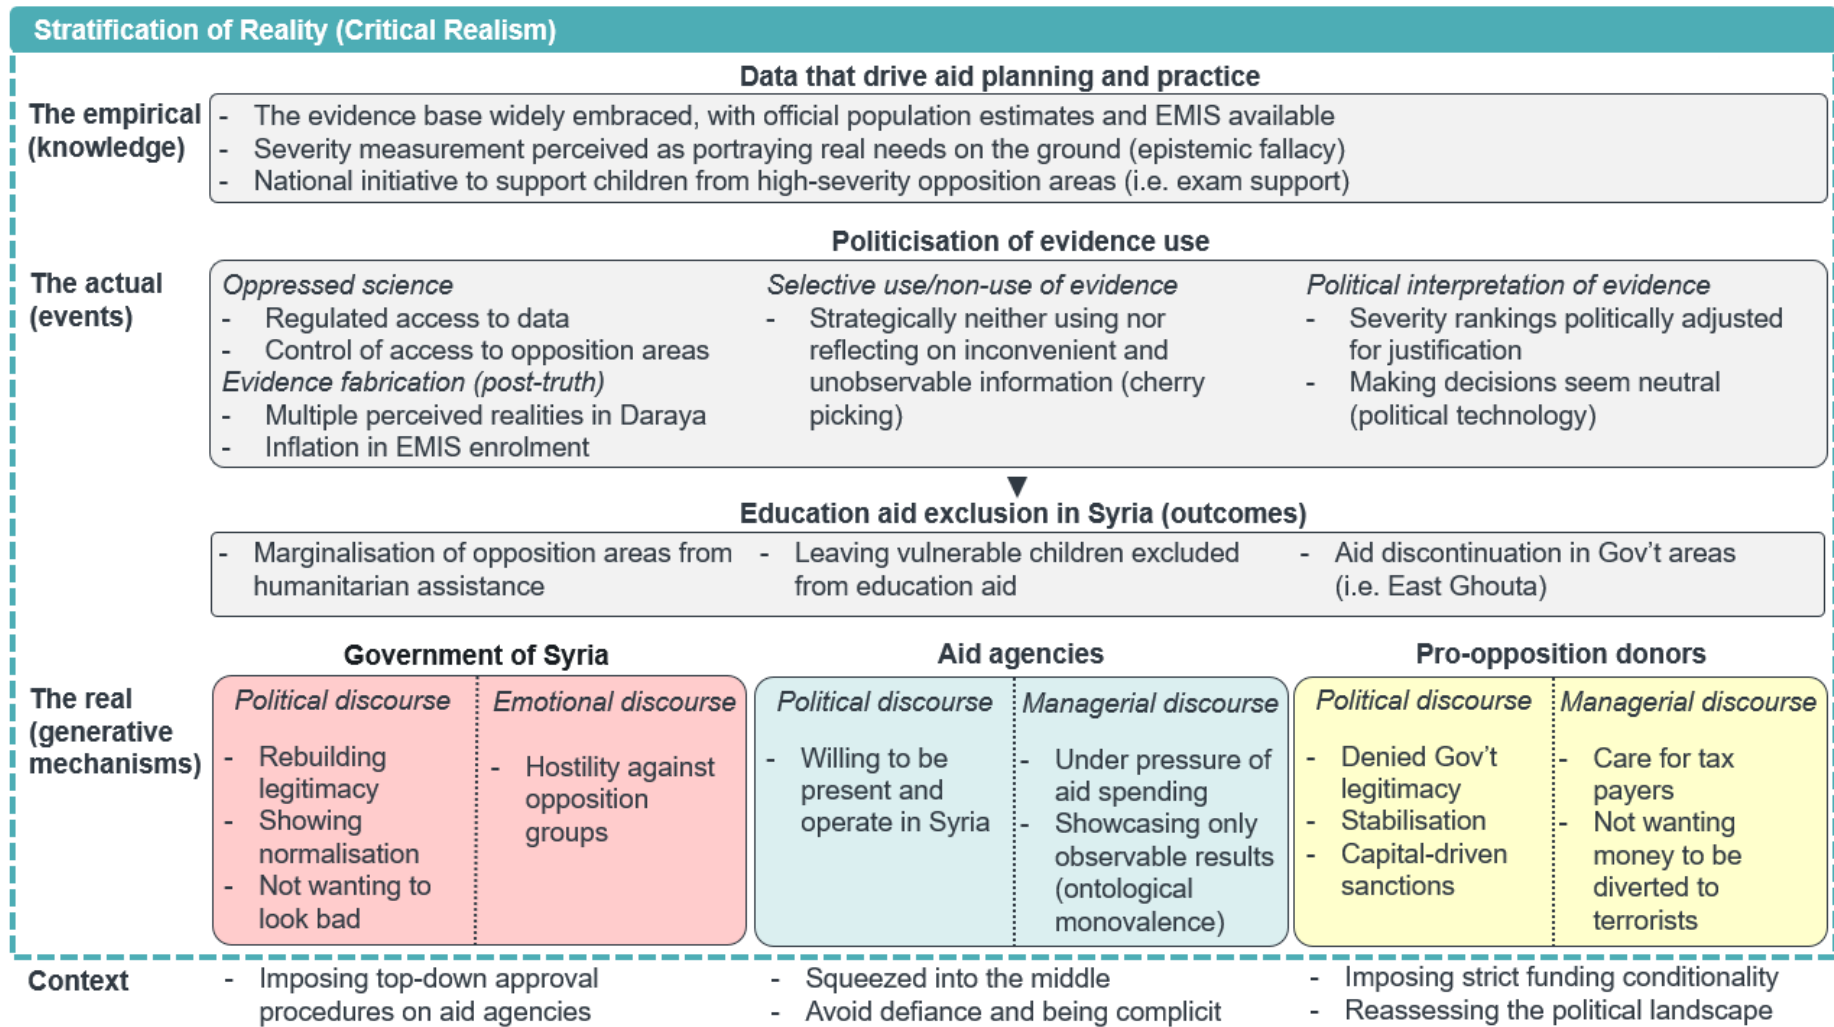 Stratification of Reality (Critical Realism)
Data that drive aid planning and practice
The empirical
(knowledge)
- The evidence base widely embraced, with official population estimates and EMIS available
- Severity measurement perceived as portraying real needs on the ground (epistemic fallacy)
- National initiative to support children from high-severity opposition areas (i.e. exam support)
Politicisation of evidence use
The actual
(events)
Oppressed science
- Regulated access to data
- Control of access to opposition areas
Evidence fabrication (post-truth)
- Multiple perceived realities in Daraya
- Inflation in EMIS enrolment
Selective use/non-use of evidence
- Strategically neither using nor
reflecting on inconvenient and
unobservable information (cherry
picking)
Political interpretation of evidence
- Severity rankings politically adjusted
for justification
- Making decisions seem neutral
(political technology)
Education aid exclusion in Syria (outcomes)
- Marginalisation of opposition areas from
humanitarian assistance
- Leaving vulnerable children excluded
from education aid
- Aid discontinuation in Gov't areas
(i.e. East Ghouta)
The real
(generative
mechanisms)
Government of Syria
Political discourse
- Rebuilding
legitimacy
- Showing
normalisation
- Not wanting to
look bad
Emotional discourse
- Hostility against
opposition
groups
Aid agencies
Political discourse
- Willing to be
present and
operate in Syria
Managerial discourse
- Under pressure of
aid spending
- Showcasing only
observable results
(ontological
monovalence)
Pro-opposition donors
Political discourse
- Denied Gov't
legitimacy
- Stabilisation
- Capital-driven
sanctions
Managerial discourse
- Care for tax
payers
- Not wanting
money to be
diverted to
terrorists
Context
- Imposing top-down approval
procedures on aid agencies
- Squeezed into the middle
- Avoid defiance and being complicit
- Imposing strict funding conditionality
- Reassessing the political landscape